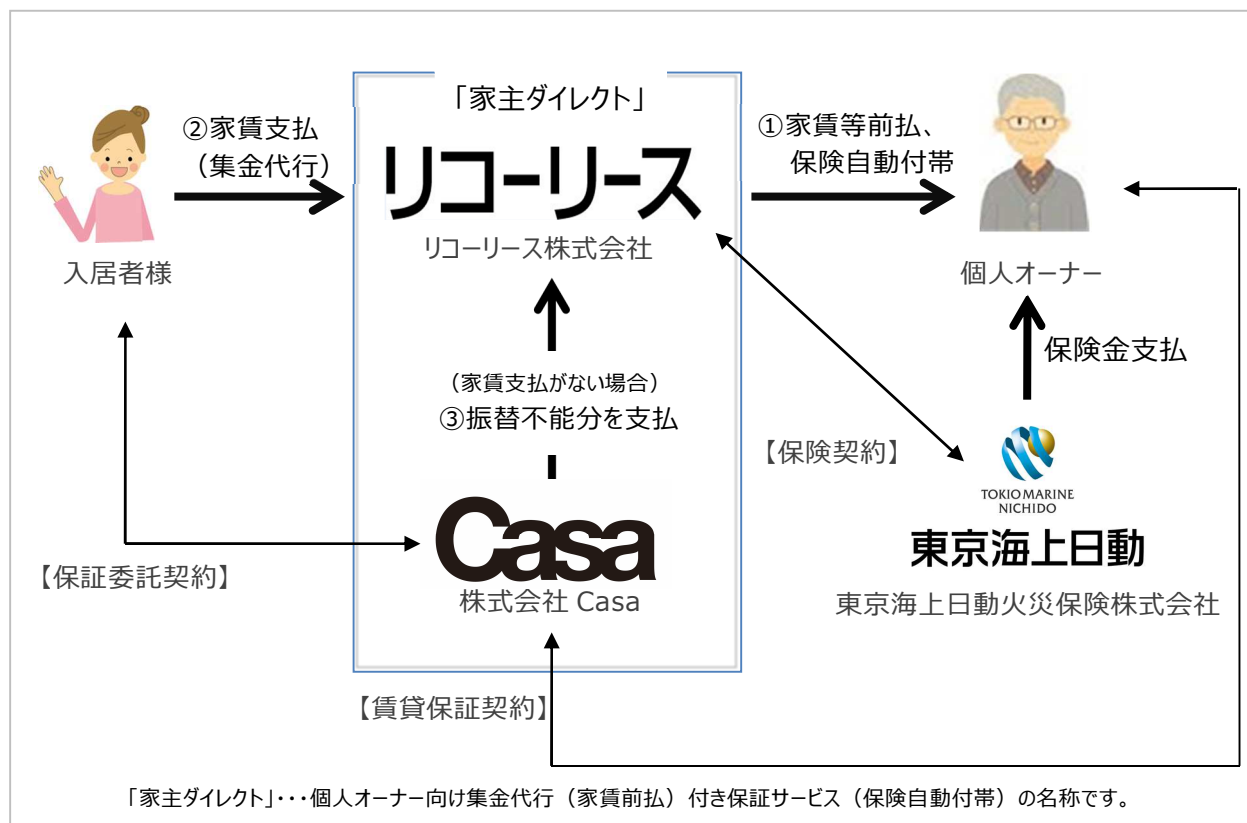 「家主ダイレクト」
②家賃支払
（集金代行）
①家賃等前払、
保険自動付帯
リコーリース
リコーリース株式会社
入居者様
個人オーナー
保険金支払
（家賃支払がない場合）
③振替不能分を支払
【保険契約】
TOKIO MARINE
NICHIDO
東京海上日動
東京海上日動火災保険株式会社
Casa
株式会社 Casa
【保証委託契約】
【賃貸保証契約】
「家主ダイレクト」・・・個人オーナー向け集金代行（家賃前払）付き保証サービス（保険自動付帯）の名称です。